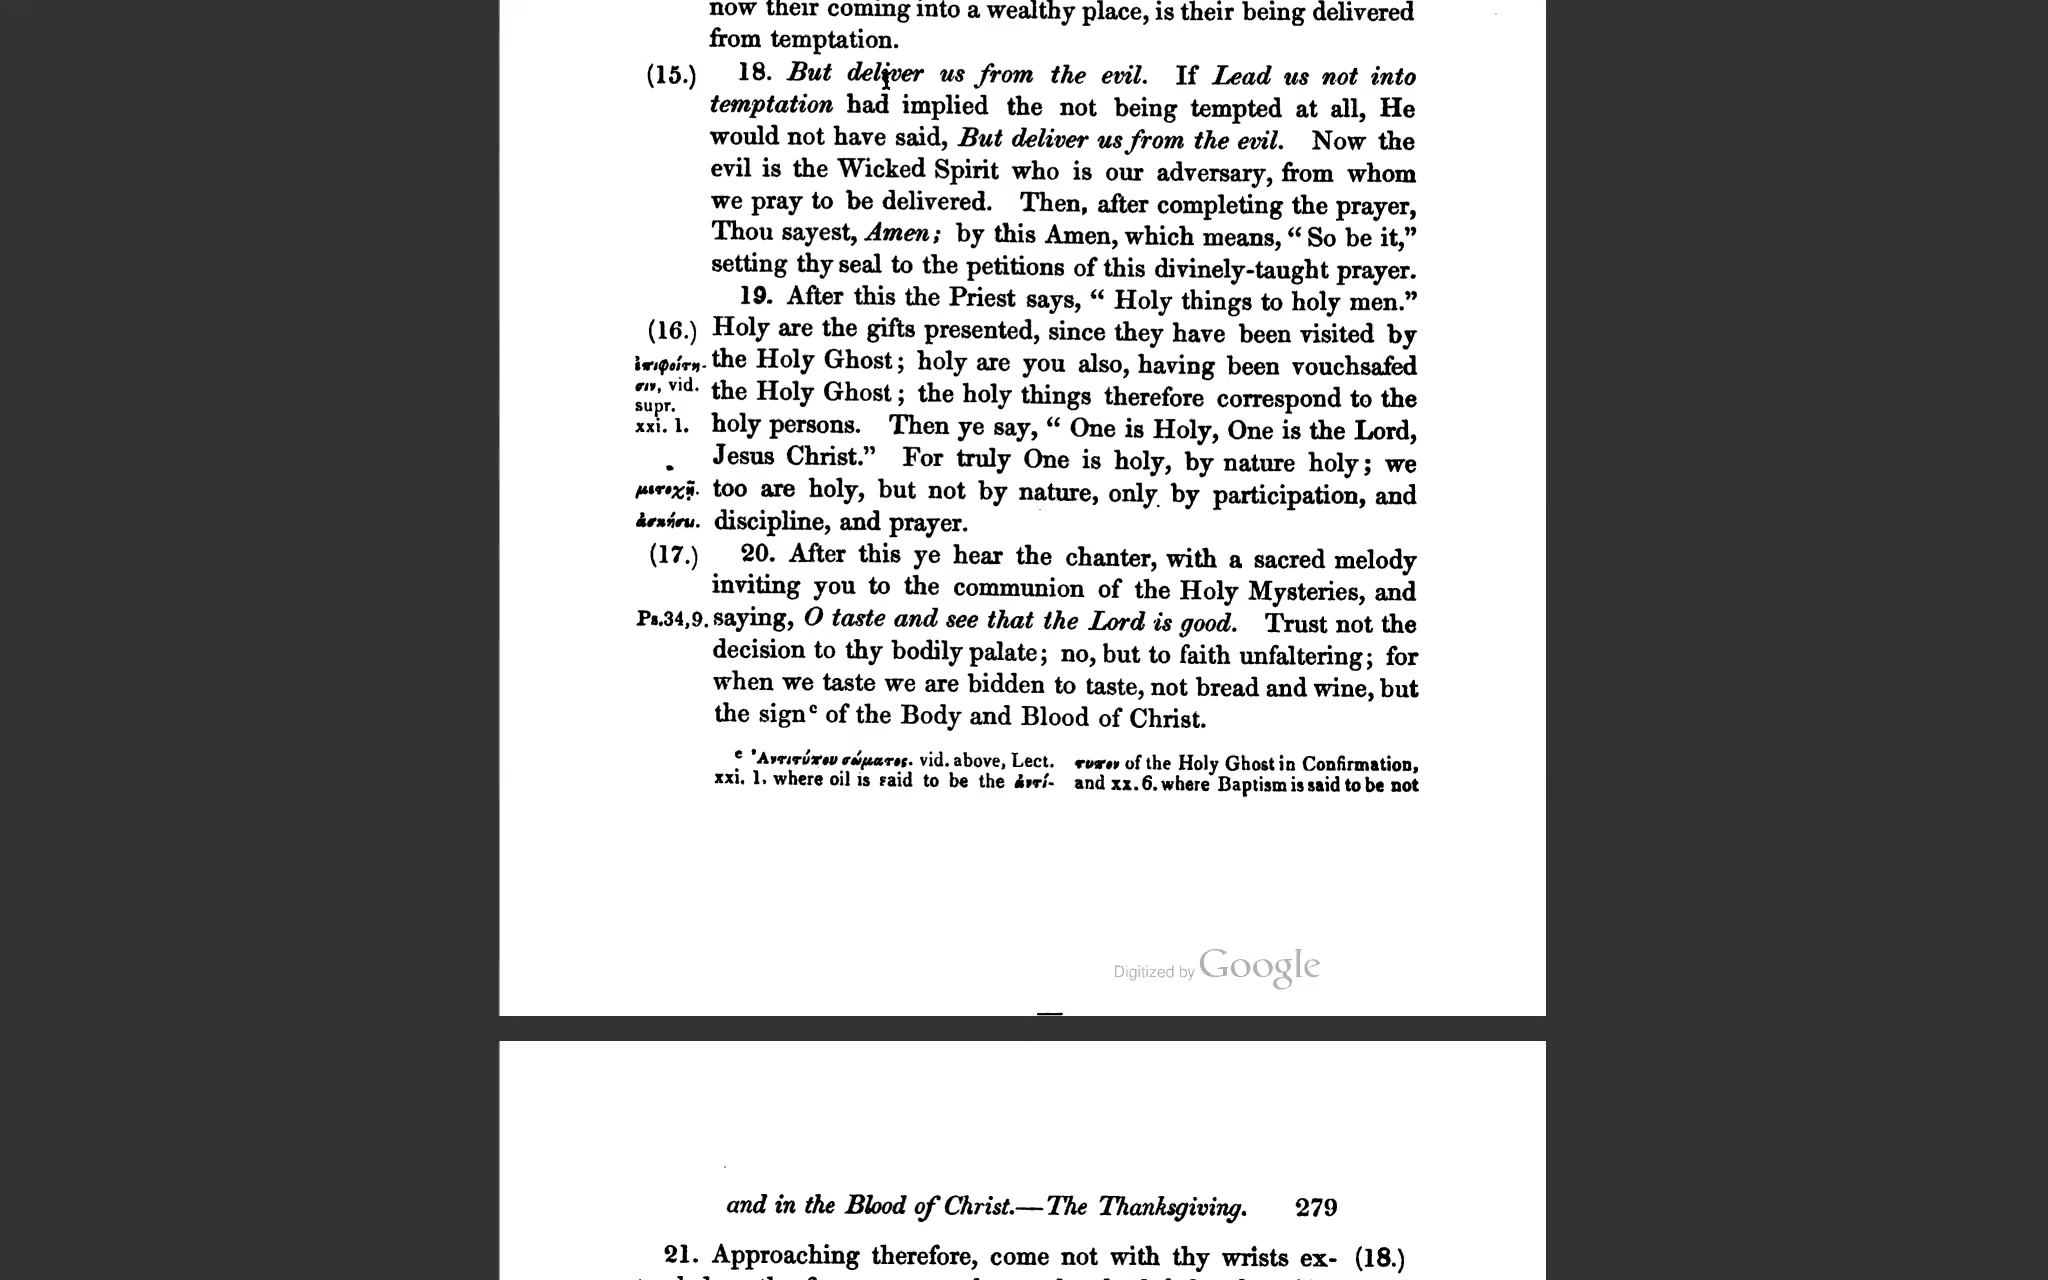 now their coming into a wealthy place, is their being delivered
from temptation.
(15.) 18. But deliver us from the evil. If Lead us not into
temptation had implied the not being tempted at all, He
would not have said, But deliver us from the evil. Now the
evil is the Wicked Spirit who is our adversary, from whom
we pray to be delivered. Then, after completing the prayer,
Thou sayest, Amen; by this Amen, which means, “ So be it,”
setting thy seal to the petitions of this divinely-taught prayer.
19. After this the Priest says, “ Holy things to holy men.”
(16.) Holy are the gifts presented, since they have been visited by
ἐπιφοίτη- the Holy Ghost; holy are you also, having been vouchsafed
σιν, vid. the Holy Ghost; the holy things therefore correspond to the
supr.
xxi. 1. holy persons. Then ye say, “ One is Holy, One is the Lord,
Jesus Christ.” For truly One is holy, by nature holy; we
μετοχῇ. too are holy, but not by nature, only by participation, and
ἀσκήσει. discipline, and prayer.
(17.) 20. After this ye hear the chanter, with a sacred melody
inviting you to the communion of the Holy Mysteries, and
Ps.34,9. saying, O taste and see that the Lord is good. Trust not the
decision to thy bodily palate; no, but to faith unfaltering; for
when we taste we are bidden to taste, not bread and wine, but
the sign c of the Body and Blood of Christ.
c Ἀντιτύπου σώματος. vid. above, Lect.
xxi. 1. where oil is said to be the ἀντί-
τυπον of the Holy Ghost in Confirmation,
and xx. 6. where Baptism is said to be not
Digitized by Google
and in the Blood of Christ.—The Thanksgiving. 279
21. Approaching therefore, come not with thy wrists ex- (18.)